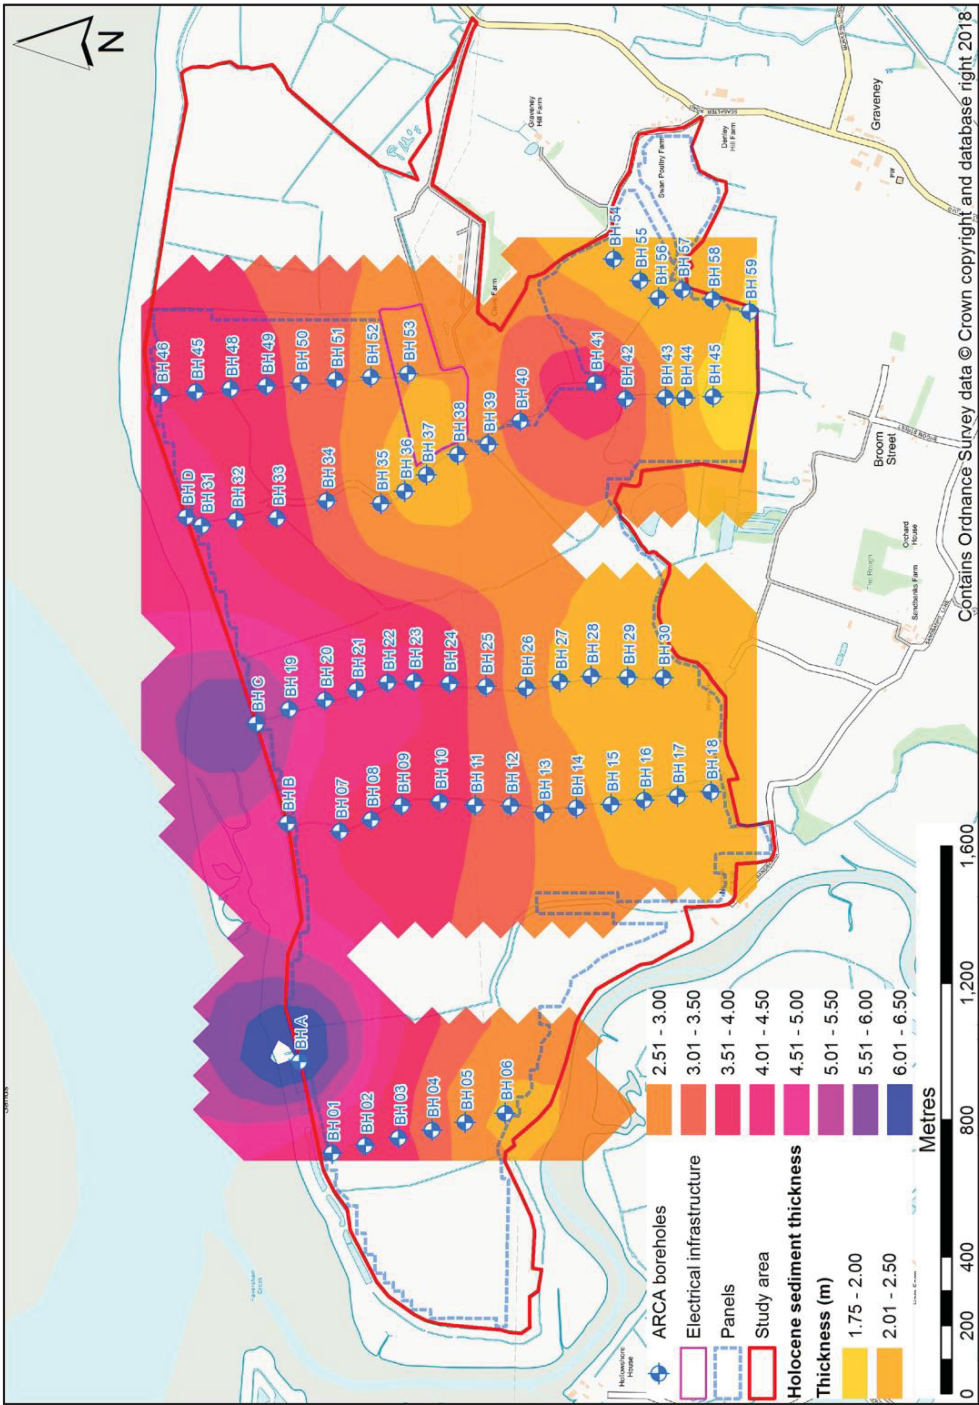 N
Graveney
Hill Farm
Swan Poultry Farm
Denley
Hill Farm
Graveney
PW
Broom
Street
The Rough
Sandbanks Farm
Orchard
House
Hollowshore
House
BH A
BH B
BH C
BH D
BH 01
BH 02
BH 03
BH 04
BH 05
BH 06
BH 07
BH 08
BH 09
BH 10
BH 11
BH 12
BH 13
BH 14
BH 15
BH 16
BH 17
BH 18
BH 19
BH 20
BH 21
BH 22
BH 23
BH 24
BH 25
BH 26
BH 27
BH 28
BH 29
BH 30
BH 31
BH 32
BH 33
BH 34
BH 35
BH 36
BH 37
BH 38
BH 39
BH 40
BH 41
BH 42
BH 43
BH 44
BH 45
BH 46
BH 45
BH 48
BH 49
BH 50
BH 51
BH 52
BH 53
BH 54
BH 55
BH 56
BH 57
BH 58
BH 59
ARCA boreholes
Electrical infrastructure
Panels
Study area
Holocene sediment thickness
Thickness (m)
1.75 - 2.00
2.01 - 2.50
2.51 - 3.00
3.01 - 3.50
3.51 - 4.00
4.01 - 4.50
4.51 - 5.00
5.01 - 5.50
5.51 - 6.00
6.01 - 6.50
Metres
0 200 400 800 1,200 1,600
Contains Ordnance Survey data © Crown copyright and database right 2018